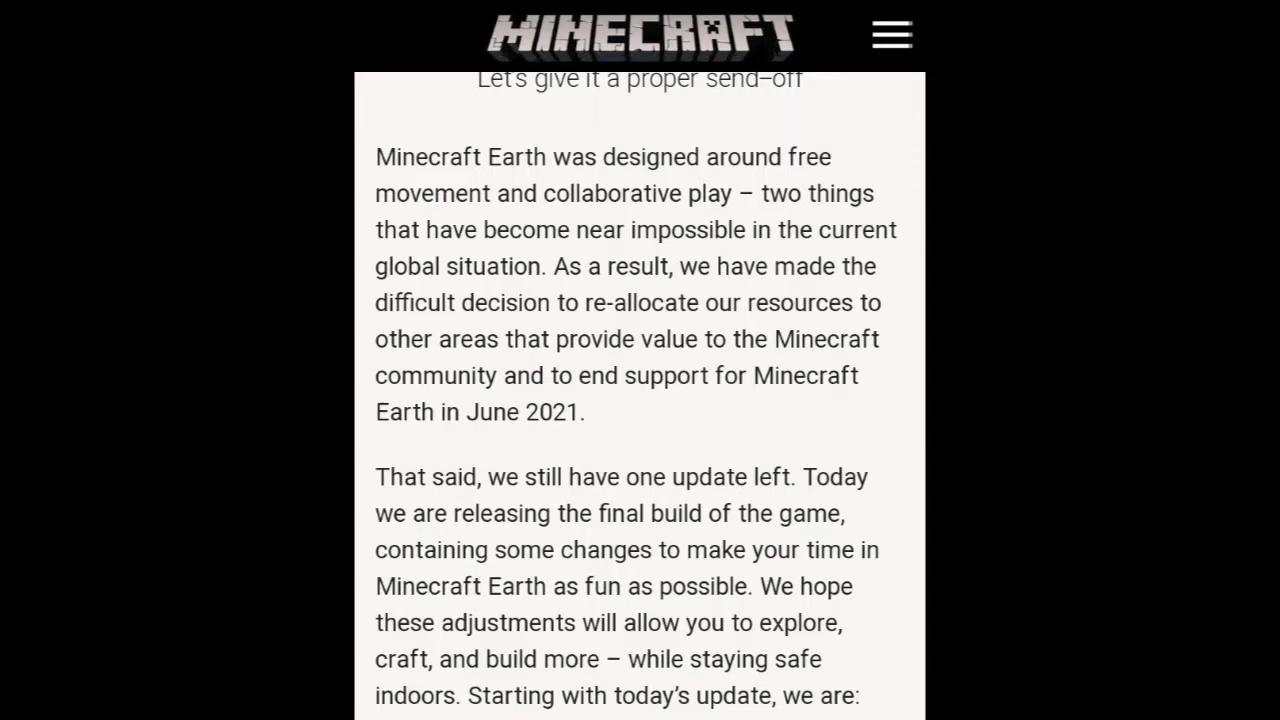 MINECRAFT
Let's give it a proper send–off
Minecraft Earth was designed around free
movement and collaborative play – two things
that have become near impossible in the current
global situation. As a result, we have made the
difficult decision to re-allocate our resources to
other areas that provide value to the Minecraft
community and to end support for Minecraft
Earth in June 2021.
That said, we still have one update left. Today
we are releasing the final build of the game,
containing some changes to make your time in
Minecraft Earth as fun as possible. We hope
these adjustments will allow you to explore,
craft, and build more – while staying safe
indoors. Starting with today’s update, we are: